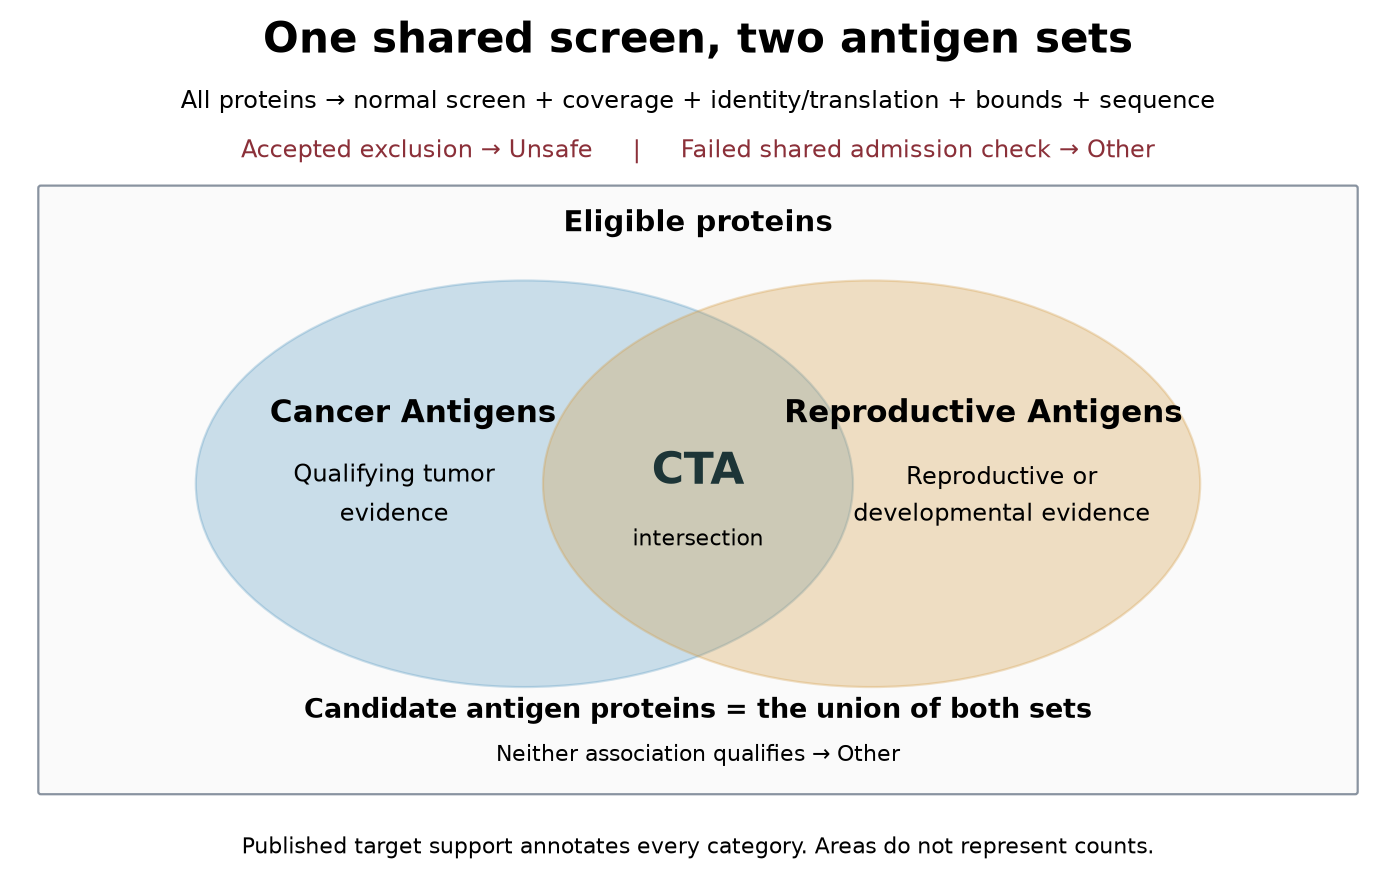 One shared screen, two antigen sets
All proteins → normal screen + coverage + identity/translation + bounds + sequence
Accepted exclusion → Unsafe | Failed shared admission check → Other
Eligible proteins
Cancer Antigens
Qualifying tumor
evidence
CTA
intersection
Reproductive Antigens
Reproductive or
developmental evidence
Candidate antigen proteins = the union of both sets
Neither association qualifies → Other
Published target support annotates every category. Areas do not represent counts.